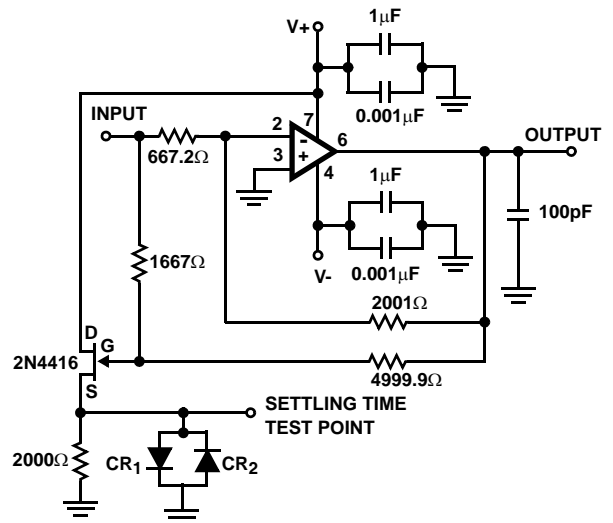 1μF
V+
0.001μF
INPUT
7
2
-
6
OUTPUT
667.2Ω
3
+
4
1μF
100pF
1667Ω
V-
0.001μF
2001Ω
D
G
2N4416
4999.9Ω
S
SETTLING TIME
TEST POINT
2000Ω
CR1
CR2